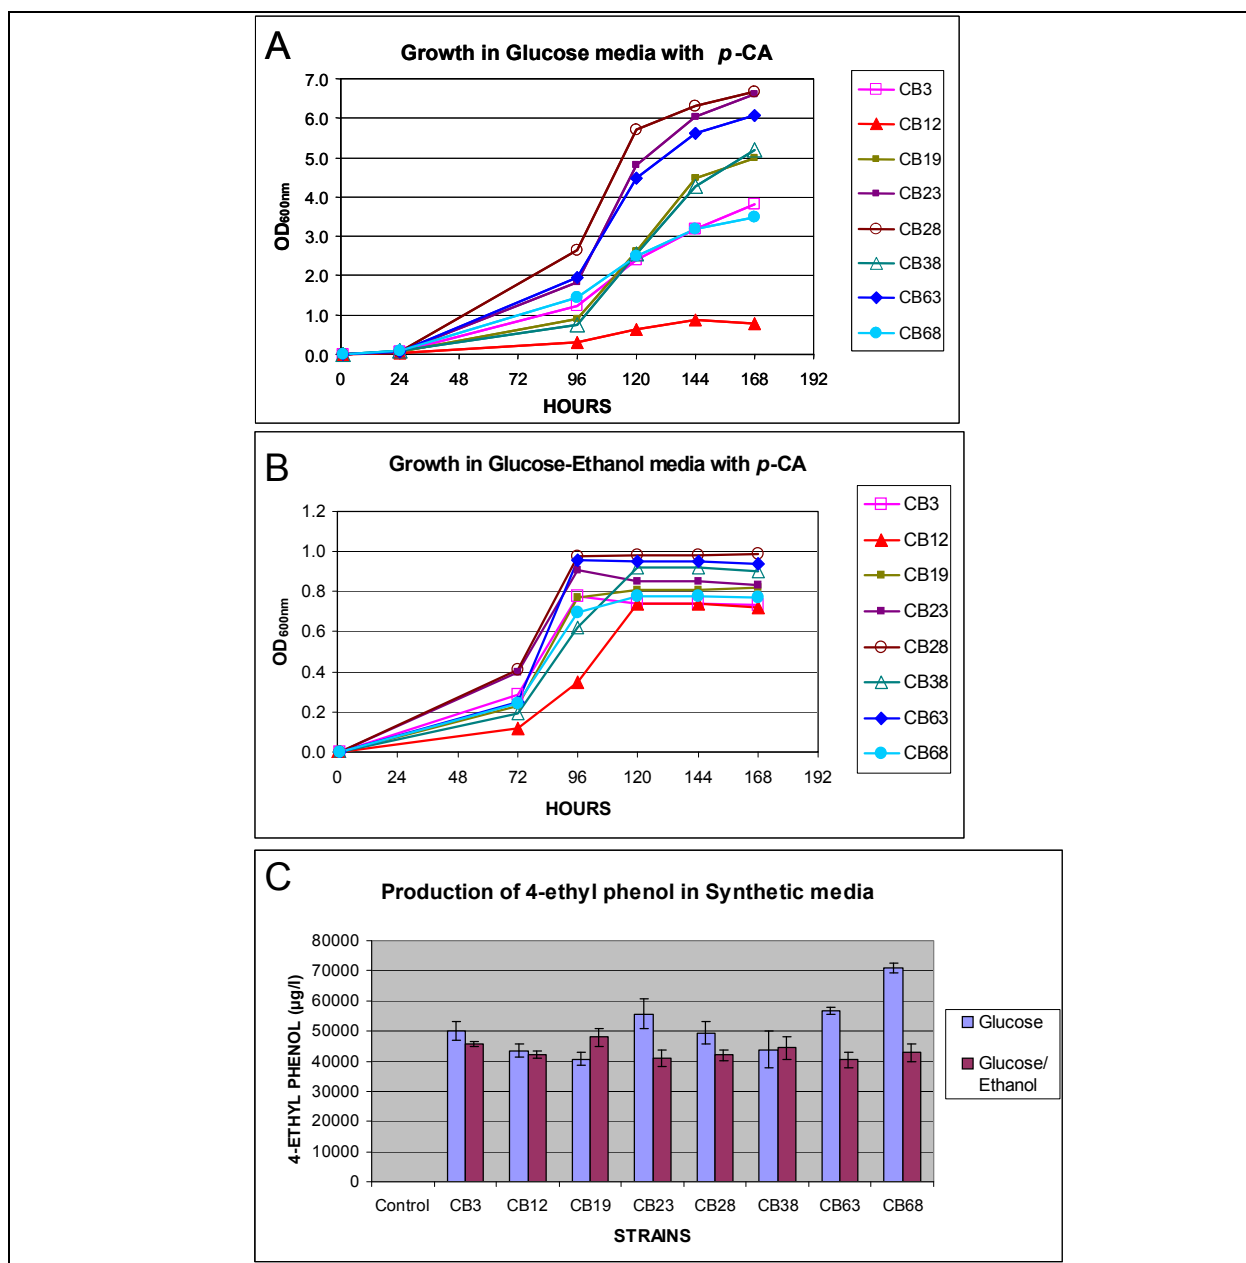 A
Growth in Glucose media with p-CA
7.0
6.0
5.0
4.0
3.0
2.0
1.0
0.0
OD600nm
0 24 48 72 96 120 144 168 192
HOURS
CB3
CB12
CB19
CB23
CB28
CB38
CB63
CB68
B
Growth in Glucose-Ethanol media with p-CA
1.2
1.0
0.8
0.6
0.4
0.2
0.0
OD600nm
0 24 48 72 96 120 144 168 192
HOURS
CB3
CB12
CB19
CB23
CB28
CB38
CB63
CB68
C
Production of 4-ethyl phenol in Synthetic media
80000
70000
60000
50000
40000
30000
20000
10000
0
4-ETHYL PHENOL (µg/l)
Control CB3 CB12 CB19 CB23 CB28 CB38 CB63 CB68
STRAINS
Glucose
Glucose/
Ethanol